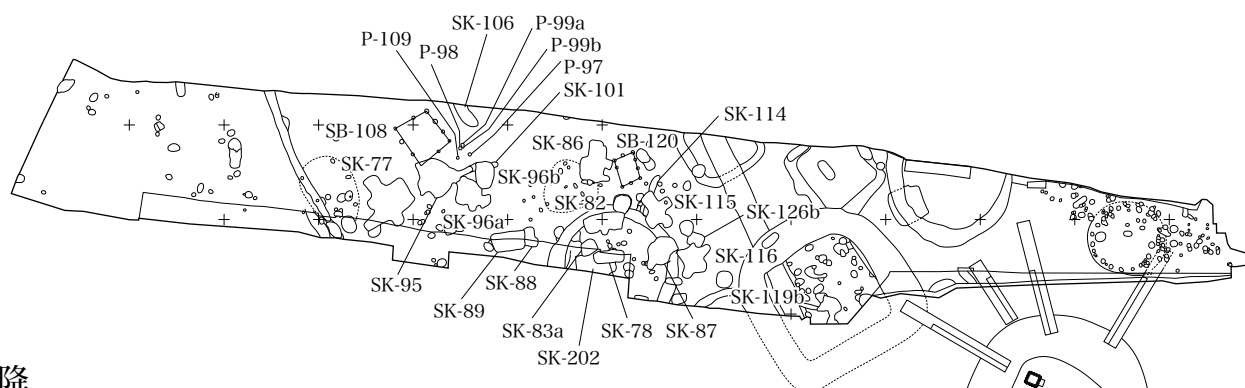 SK-106
P-99a
P-109
P-99b
P-98
P-97
SK-101
SK-114
SB-108
SK-86
SB-120
SK-77
SK-96b
SK-82
SK-115
SK-96a
SK-126b
SK-116
SK-95
SK-88
SK-119b
SK-89
SK-83a
SK-78
SK-87
SK-202
降